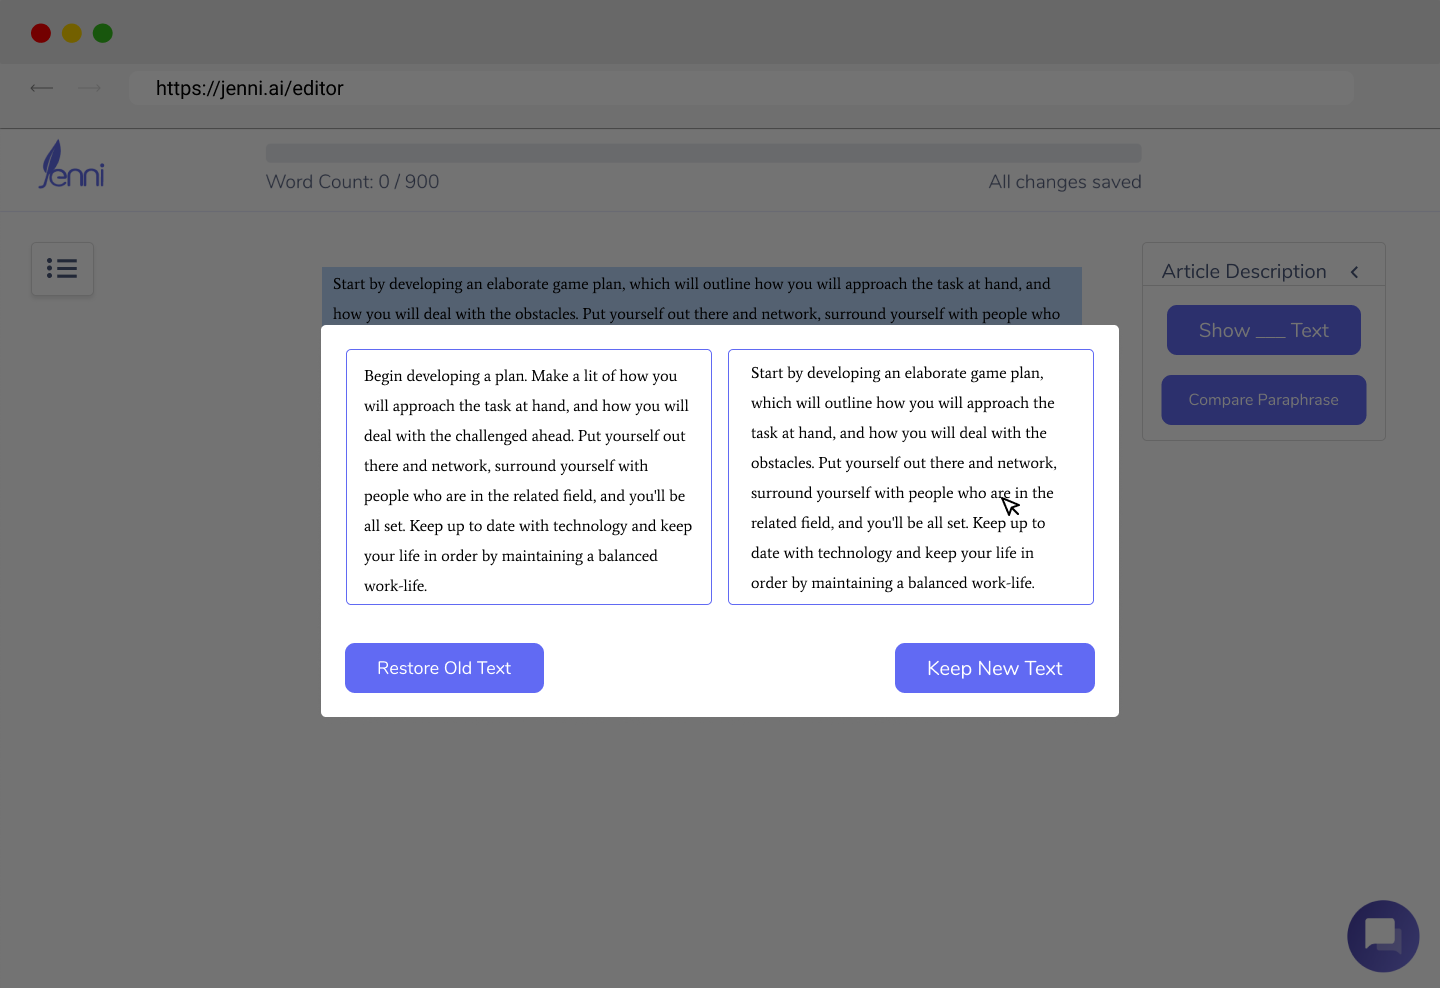 https://jenni.ai/editor
Jenni
Word Count: 0 / 900
All changes saved
Start by developing an elaborate game plan, which will outline how you will approach the task at hand, and
how you will deal with the obstacles. Put yourself out there and network, surround yourself with people who
Article Description
Show ___ Text
Compare Paraphrase
Begin developing a plan. Make a lit of how you
will approach the task at hand, and how you will
deal with the challenged ahead. Put yourself out
there and network, surround yourself with
people who are in the related field, and you'll be
all set. Keep up to date with technology and keep
your life in order by maintaining a balanced
work-life.
Start by developing an elaborate game plan,
which will outline how you will approach the
task at hand, and how you will deal with the
obstacles. Put yourself out there and network,
surround yourself with people who are in the
related field, and you'll be all set. Keep up to
date with technology and keep your life in
order by maintaining a balanced work-life.
Restore Old Text
Keep New Text